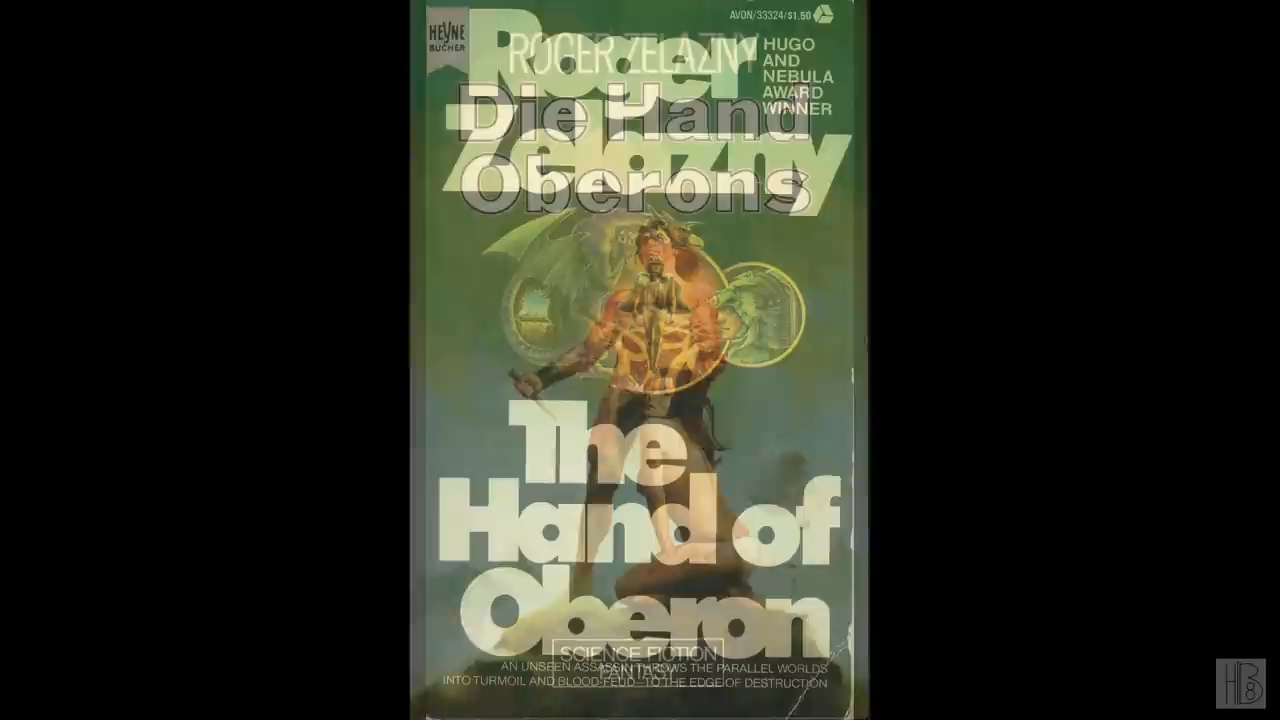 AVON/33324/$1.50
HEYNE
BÜCHER
Roger
Zelazny
ROGER ZELAZNY
HUGO
AND
NEBULA
AWARD
WINNER
Die Hand
Oberons
The
Hand of
Oberon
SCIENCE FICTION
FANTASY
AN UNSEEN ASSASSIN THROWS THE PARALLEL WORLDS
INTO TURMOIL AND BLOOD-FEUD—TO THE EDGE OF DESTRUCTION
HB8